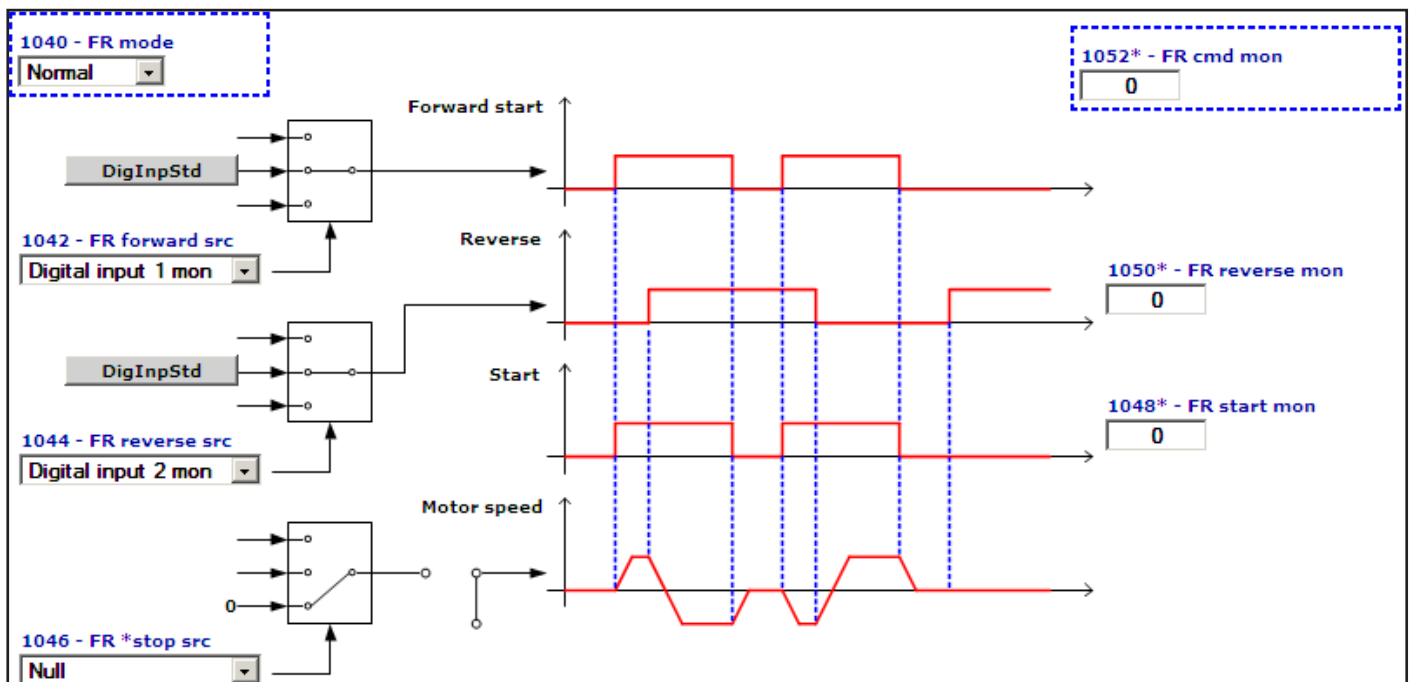 1040 - FR mode
Normal
1052* - FR cmd mon
0
Forward start
DigInpStd
1042 - FR forward src
Digital input 1 mon
Reverse
1050* - FR reverse mon
0
DigInpStd
Start
1048* - FR start mon
0
1044 - FR reverse src
Digital input 2 mon
Motor speed
0
1046 - FR *stop src
Null